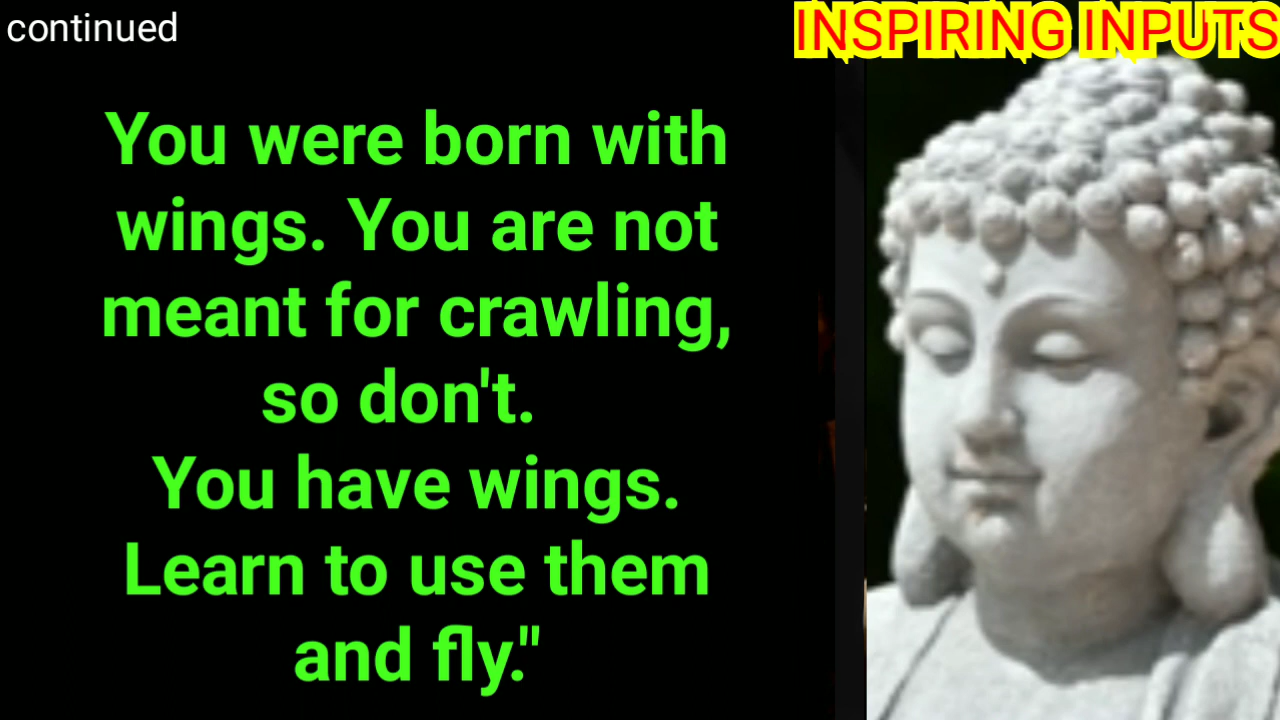 continued
INSPIRING INPUTS
You were born with
wings. You are not
meant for crawling,
so don't.
You have wings.
Learn to use them
and fly."